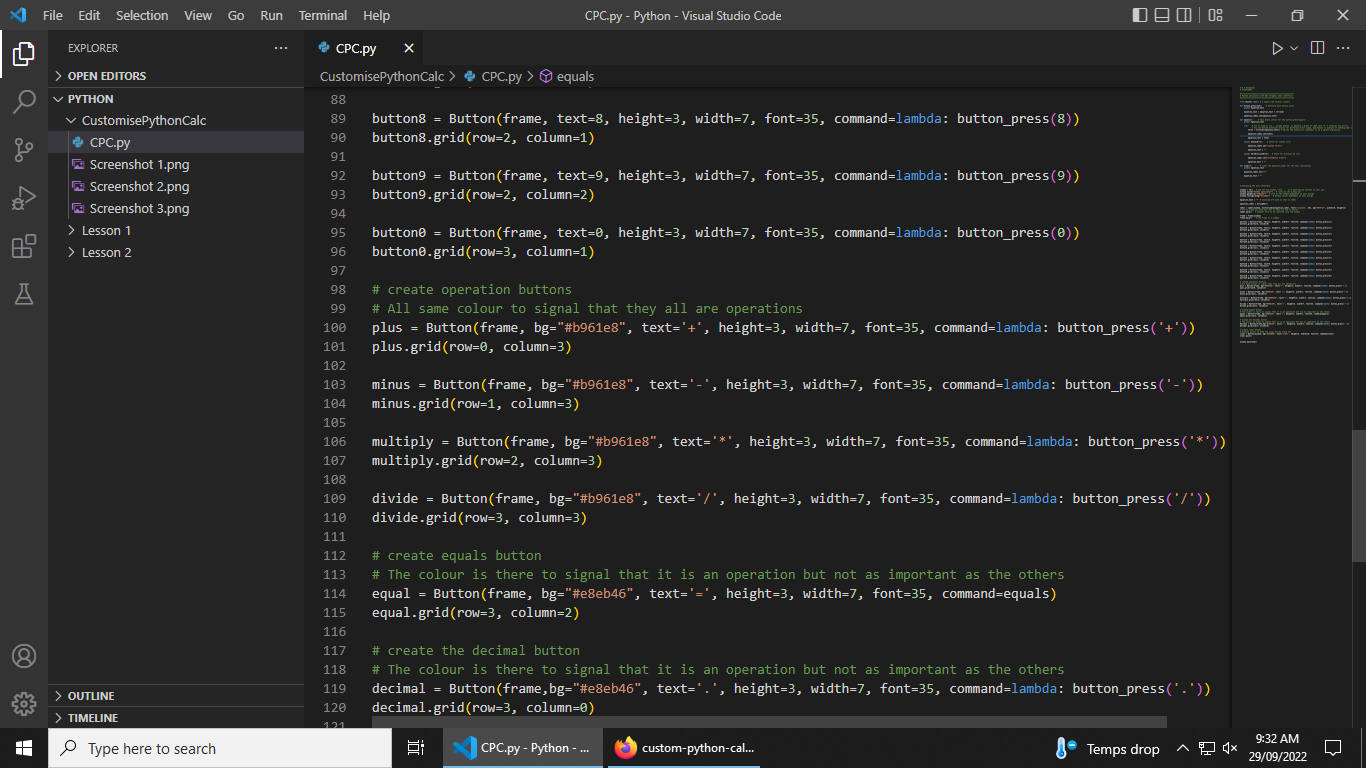 File Edit Selection View Go Run Terminal Help CPC.py - Python - Visual Studio Code
EXPLORER
OPEN EDITORS
PYTHON
CustomisePythonCalc
CPC.py
Screenshot 1.png
Screenshot 2.png
Screenshot 3.png
Lesson 1
Lesson 2
OUTLINE
TIMELINE
CPC.py
CustomisePythonCalc > CPC.py > equals
88
89 button8 = Button(frame, text=8, height=3, width=7, font=35, command=lambda: button_press(8))
90 button8.grid(row=2, column=1)
91
92 button9 = Button(frame, text=9, height=3, width=7, font=35, command=lambda: button_press(9))
93 button9.grid(row=2, column=2)
94
95 button0 = Button(frame, text=0, height=3, width=7, font=35, command=lambda: button_press(0))
96 button0.grid(row=3, column=1)
97
98 # create operation buttons
99 # All same colour to signal that they all are operations
100 plus = Button(frame, bg="#b961e8", text='+', height=3, width=7, font=35, command=lambda: button_press('+'))
101 plus.grid(row=0, column=3)
102
103 minus = Button(frame, bg="#b961e8", text='-', height=3, width=7, font=35, command=lambda: button_press('-'))
104 minus.grid(row=1, column=3)
105
106 multiply = Button(frame, bg="#b961e8", text='*', height=3, width=7, font=35, command=lambda: button_press('*'))
107 multiply.grid(row=2, column=3)
108
109 divide = Button(frame, bg="#b961e8", text='/', height=3, width=7, font=35, command=lambda: button_press('/'))
110 divide.grid(row=3, column=3)
111
112 # create equals button
113 # The colour is there to signal that it is an operation but not as important as the others
114 equal = Button(frame, bg="#e8eb46", text='=', height=3, width=7, font=35, command=equals)
115 equal.grid(row=3, column=2)
116
117 # create the decimal button
118 # The colour is there to signal that it is an operation but not as important as the others
119 decimal = Button(frame,bg="#e8eb46", text='.', height=3, width=7, font=35, command=lambda: button_press('.'))
120 decimal.grid(row=3, column=0)
121
Type here to search
CPC.py - Python - ...
custom-python-cal...
Temps drop
9:32 AM
29/09/2022